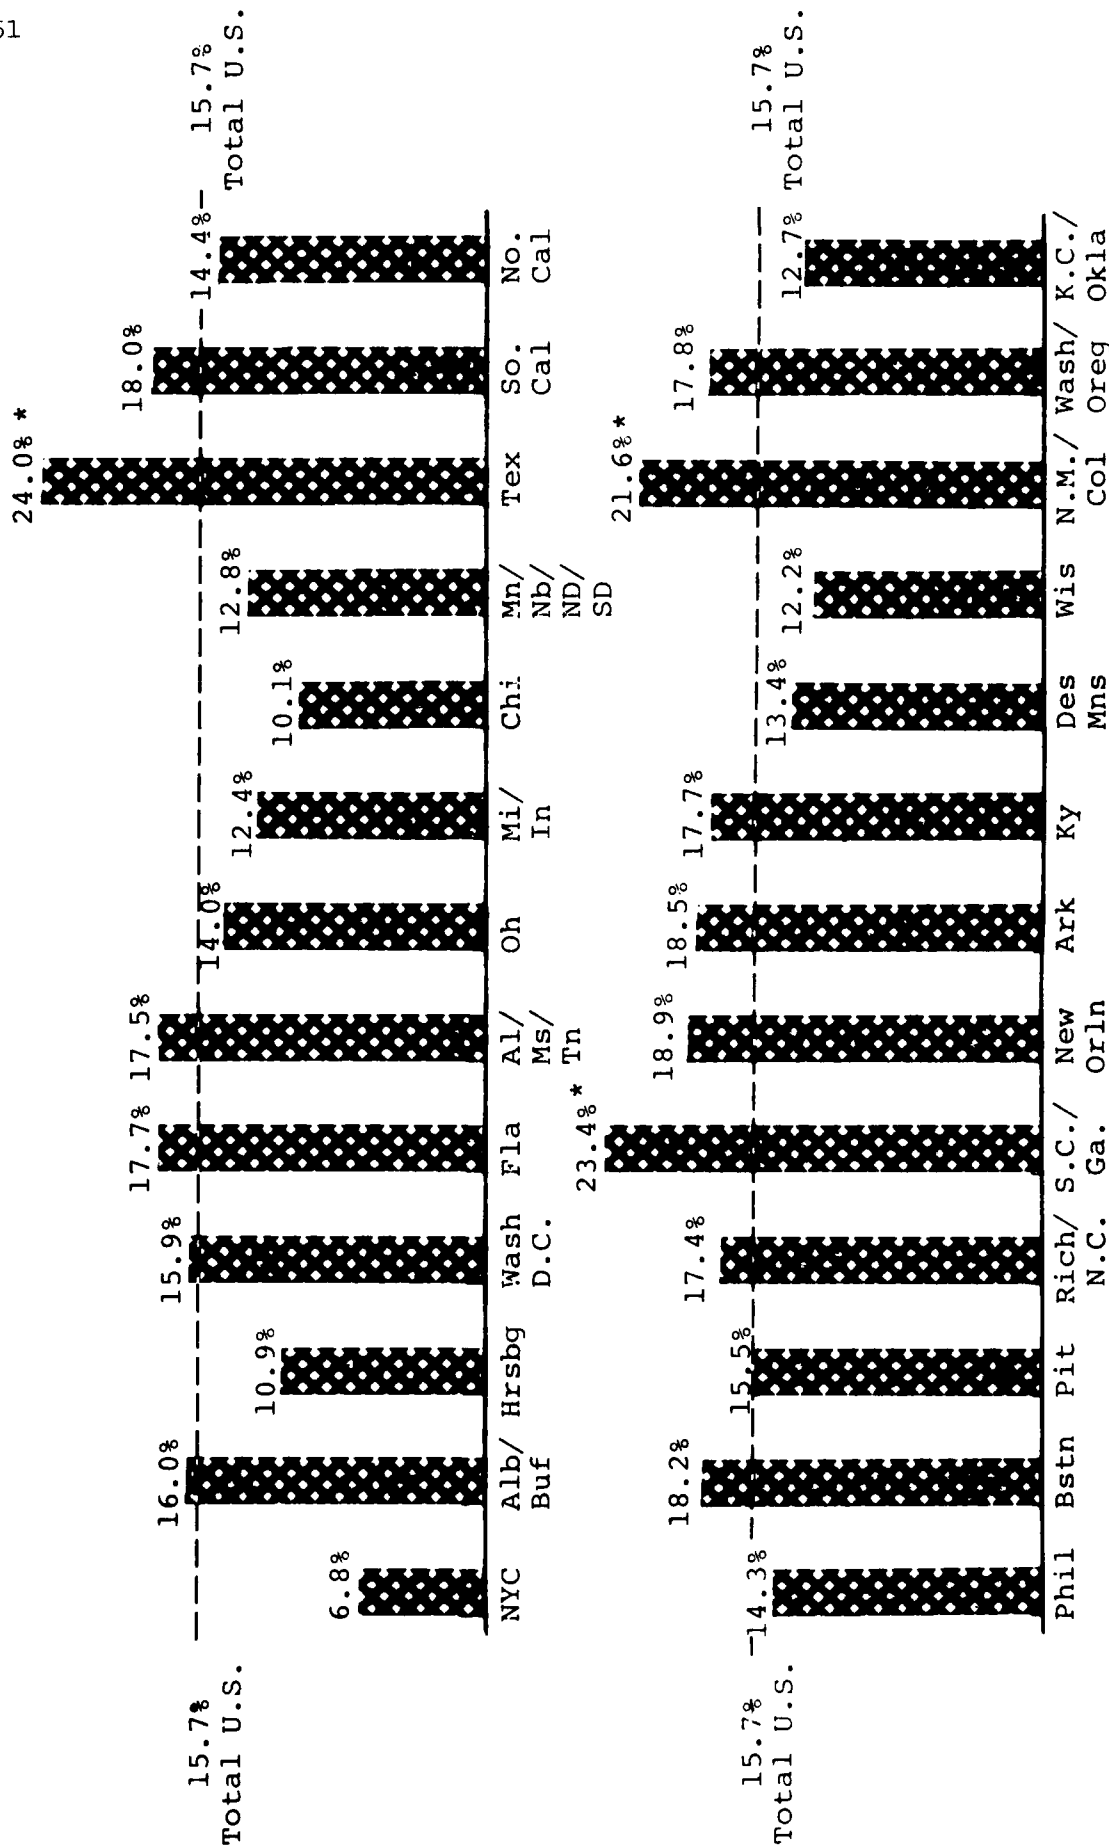 61
24.0% *
18.0%
17.7%
17.5%
16.0%
15.9%
14.4%
14.0%
12.4%
12.8%
10.9%
10.1%
6.8%
15.7%
Total U.S.
15.7%
Total U.S.
NYC
Alb/
Buf
Hrsbg
Wash
D.C.
Fla
Al/
Ms/
Tn
Oh
Mi/
In
Chi
Mn/
Nb/
ND/
SD
Tex
So.
Cal
No.
Cal
23.4%*
21.6%*
18.2%
17.4%
18.9%
18.5%
17.7%
17.8%
15.5%
14.3%
13.4%
12.2%
12.7%
15.7%
Total U.S.
15.7%
Total U.S.
Phil
Bstn
Pit
Rich/
N.C.
S.C./
Ga.
New
Orln
Ark
Ky
Des
Mns
Wis
N.M./
Col
Wash/
Oreg
K.C./
Okla